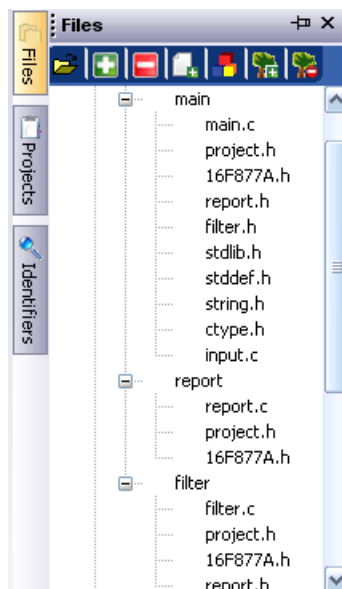 Files
Files
Projects
Identifiers
main
main.c
project.h
16F877A.h
report.h
filter.h
stdlib.h
stddef.h
string.h
ctype.h
input.c
report
report.c
project.h
16F877A.h
filter
filter.c
project.h
16F877A.h
report.h